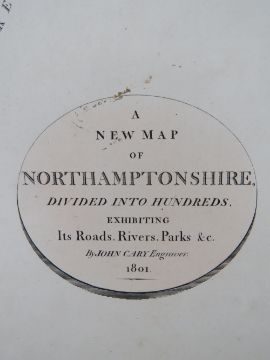 A
NEW MAP
OF
NORTHAMPTONSHIRE,
DIVIDED INTO HUNDREDS,
EXHIBITING
Its Roads, Rivers, Parks &c.
By JOHN CARY Engraver.
1801.